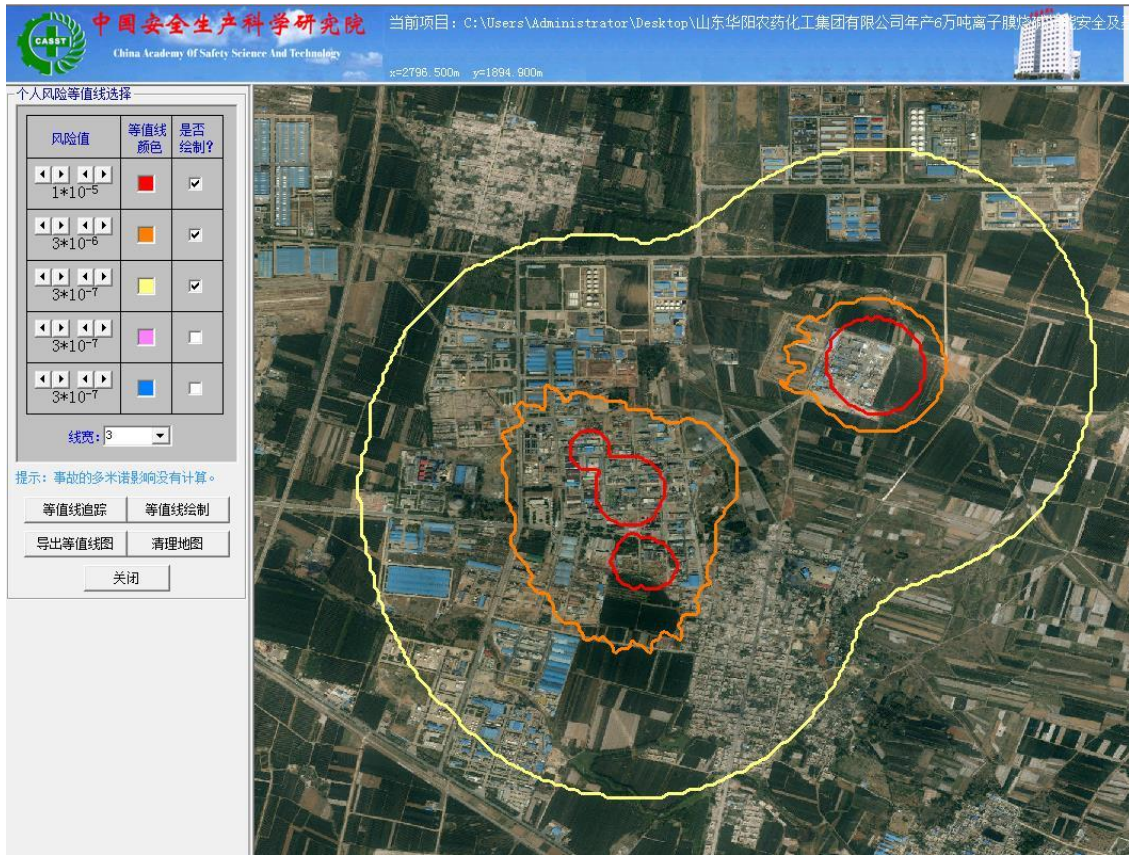 中国安全生产科学研究院
China Academy Of Safety Science And Technology
CASST
当前项目：C:\Users\Administrator\Desktop\山东华阳农药化工集团有限公司年产6万吨离子膜烧
安全及
x=2796.500m y=1894.900m
个人风险等值线选择
风险值 等值线颜色 是否绘制?
1*10-5
3*10-6
3*10-7
3*10-7
3*10-7
线宽: 3
提示：事故的多米诺影响没有计算。
等值线追踪 等值线绘制
导出等值线图 清理地图
关闭